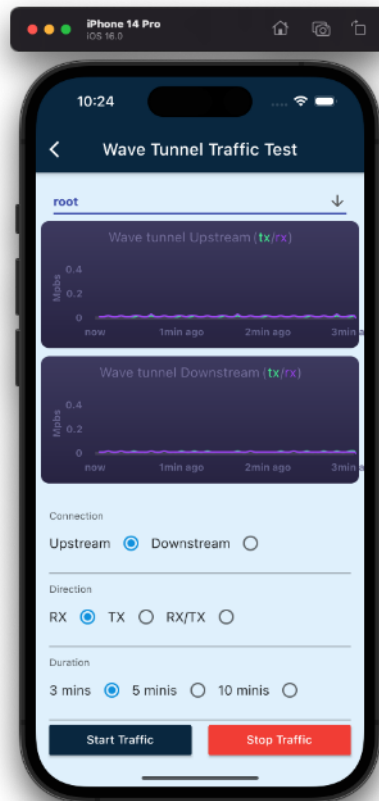 iPhone 14 Pro
iOS 16.0
10:24
Wave Tunnel Traffic Test
root
Wave tunnel Upstream (tx/rx)
Mpbs
0.4
0.2
0
now 1min ago 2min ago 3min a
Wave tunnel Downstream (tx/rx)
Mpbs
0.4
0.2
0
now 1min ago 2min ago 3min a
Connection
Upstream Downstream
Direction
RX TX RX/TX
Duration
3 mins 5 minis 10 minis
Start Traffic Stop Traffic